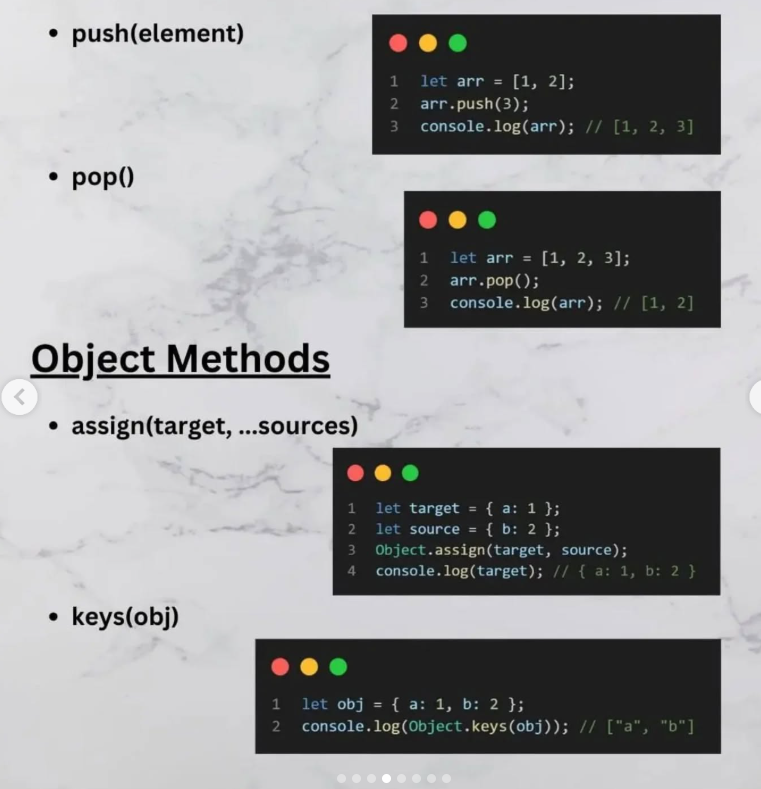 • push(element)
1 let arr = [1, 2];
2 arr.push(3);
3 console.log(arr); // [1, 2, 3]
• pop()
1 let arr = [1, 2, 3];
2 arr.pop();
3 console.log(arr); // [1, 2]
Object Methods
• assign(target, ...sources)
1 let target = { a: 1 };
2 let source = { b: 2 };
3 Object.assign(target, source);
4 console.log(target); // { a: 1, b: 2 }
• keys(obj)
1 let obj = { a: 1, b: 2 };
2 console.log(Object.keys(obj)); // ["a", "b"]